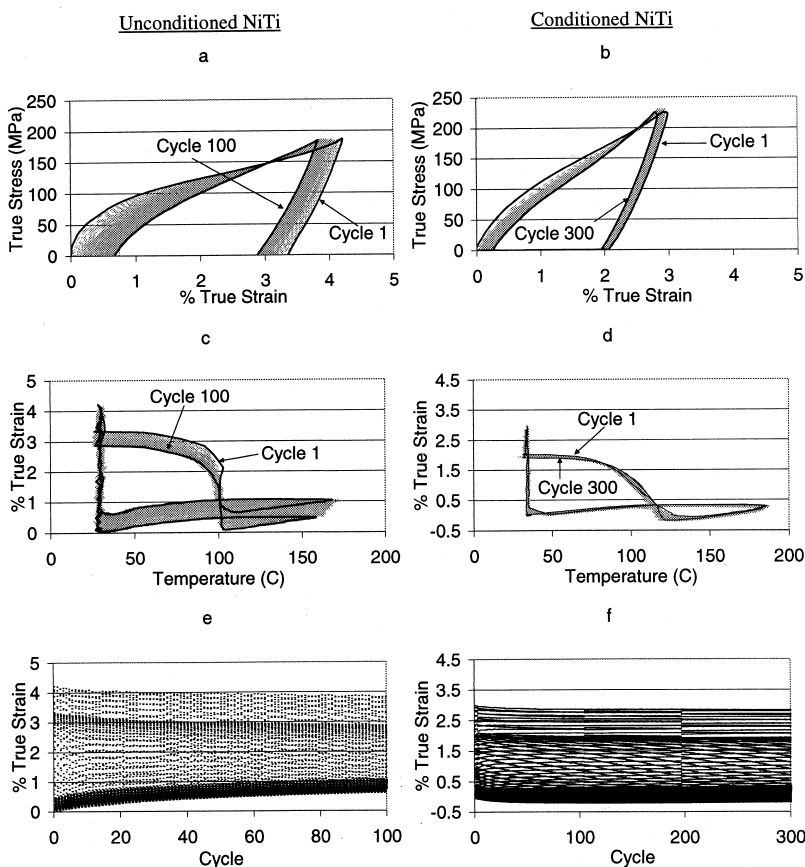 Unconditioned NiTi
Conditioned NiTi
a
True Stress (MPa)
250
200
150
100
50
0
Cycle 100
Cycle 1
0 1 2 3 4 5
% True Strain
b
True Stress (MPa)
250
200
150
100
50
0
Cycle 1
Cycle 300
0 1 2 3 4 5
% True Strain
c
% True Strain
5
4
3
2
1
0
Cycle 100
Cycle 1
0 50 100 150 200
Temperature (C)
d
% True Strain
4.5
3.5
2.5
1.5
0.5
-0.5
Cycle 1
Cycle 300
0 50 100 150 200
Temperature (C)
e
% True Strain
5
4
3
2
1
0
0 20 40 60 80 100
Cycle
f
% True Strain
4.5
3.5
2.5
1.5
0.5
-0.5
0 100 200 300
Cycle